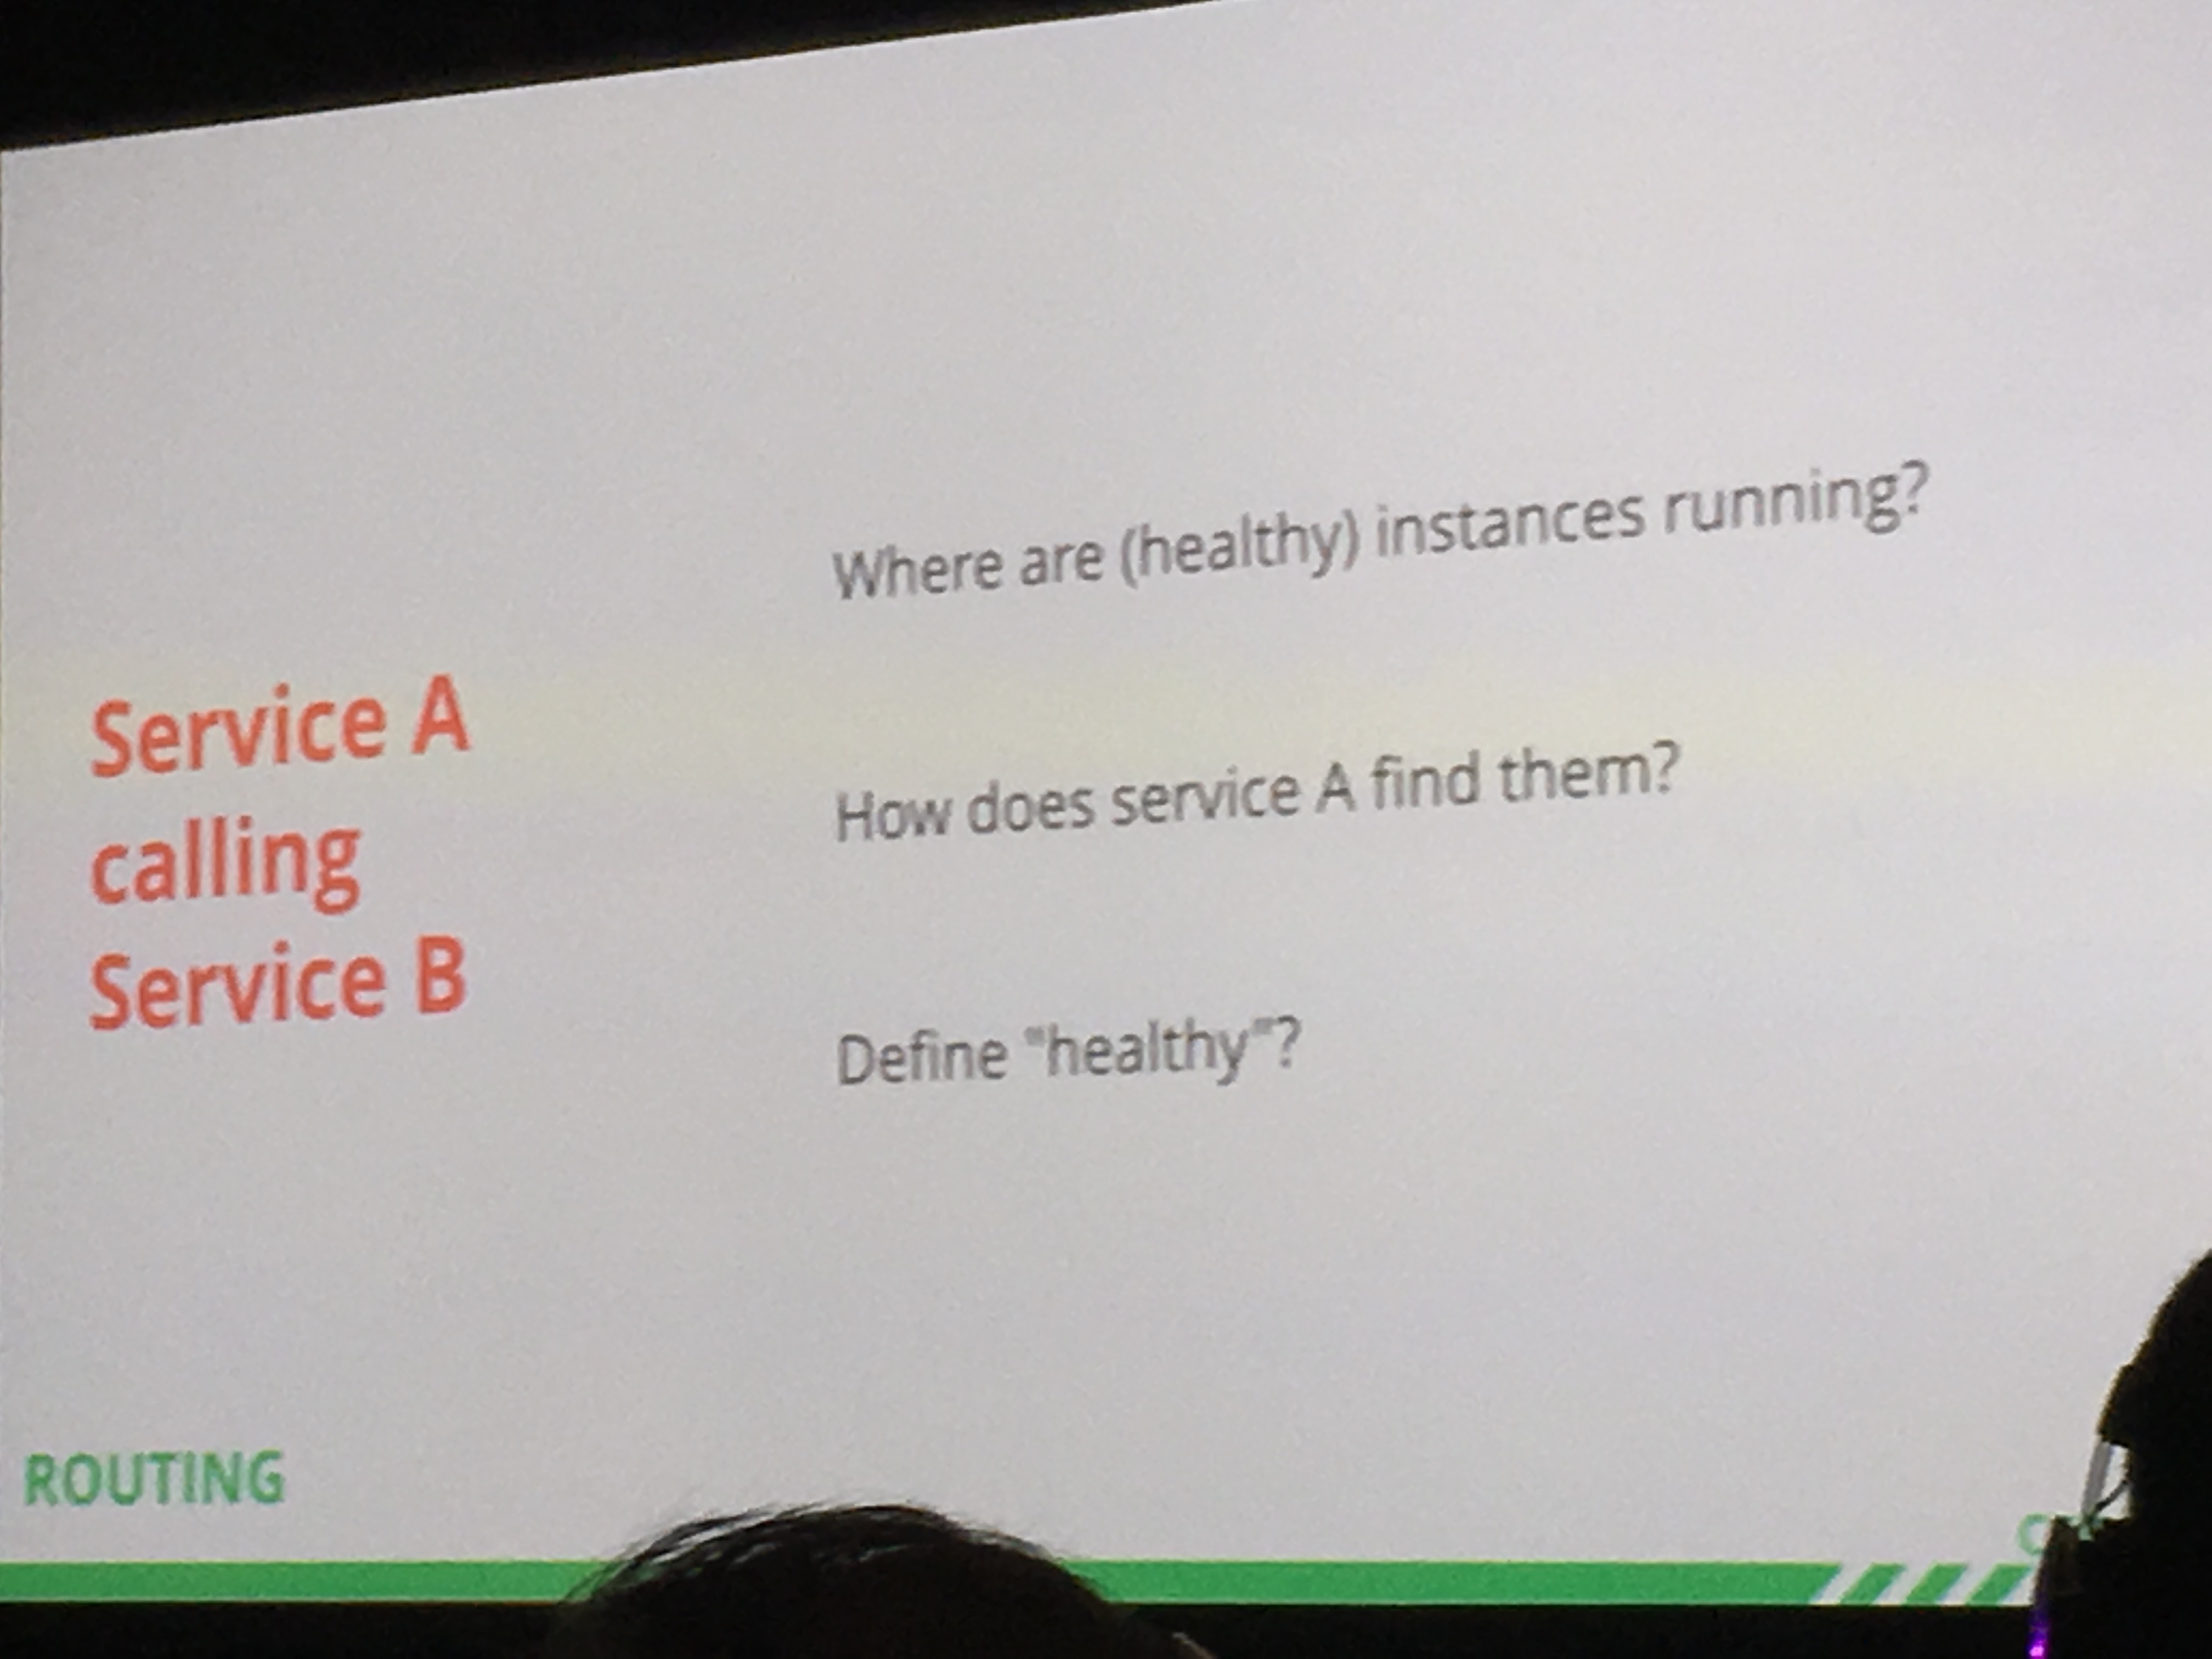 Service A
calling
Service B
Where are (healthy) instances running?
How does service A find them?
Define "healthy"?
ROUTING